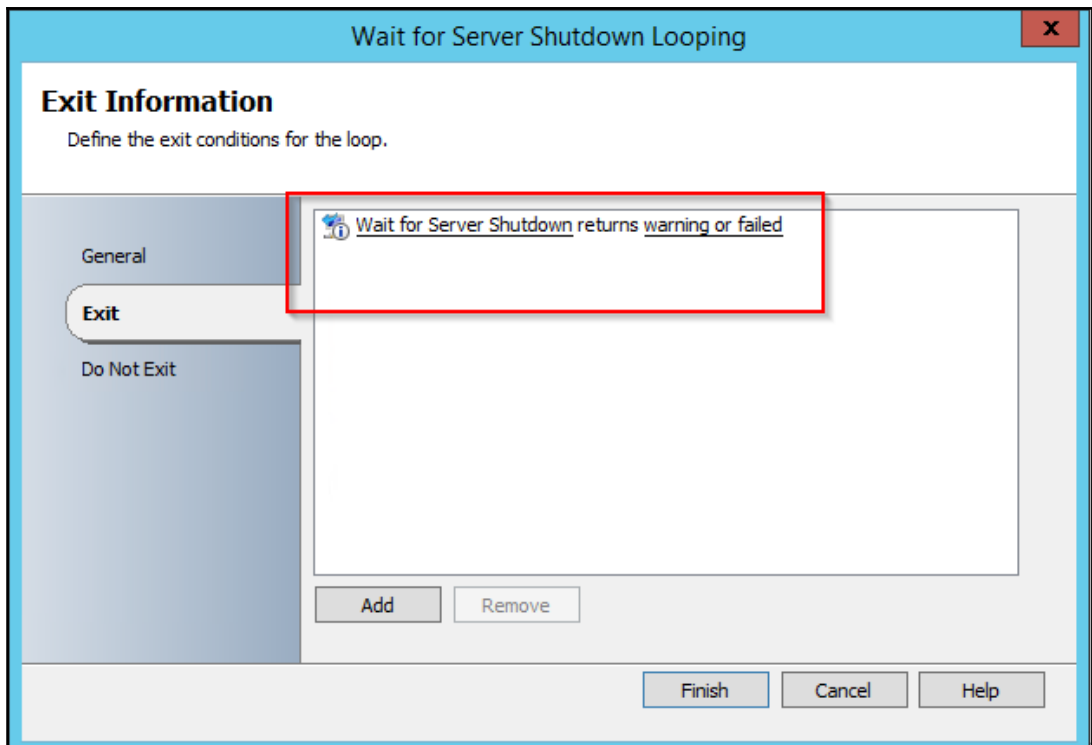 Wait for Server Shutdown Looping
x
Exit Information
Define the exit conditions for the loop.
General
Exit
Do Not Exit
Wait for Server Shutdown returns warning or failed
Add
Remove
Finish
Cancel
Help